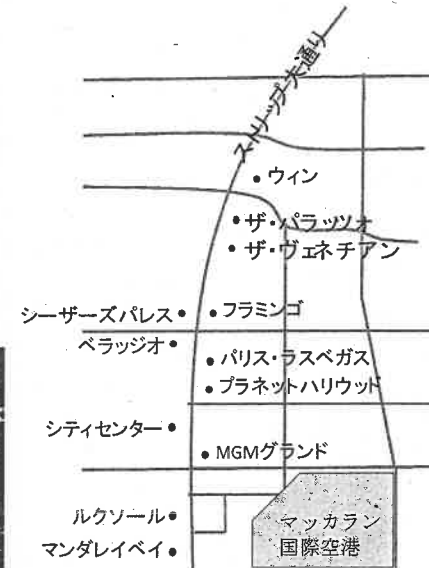 ストリップ大通り
ウィン
ザ・パラッツォ
ザ・ヴェネチアン
シーザーズパレス
フラミンゴ
ベラッジオ
パリス・ラスベガス
プラネットハリウッド
シティセンター
MGMグランド
ルクソール
マッカラン
国際空港
マンダレイベイ